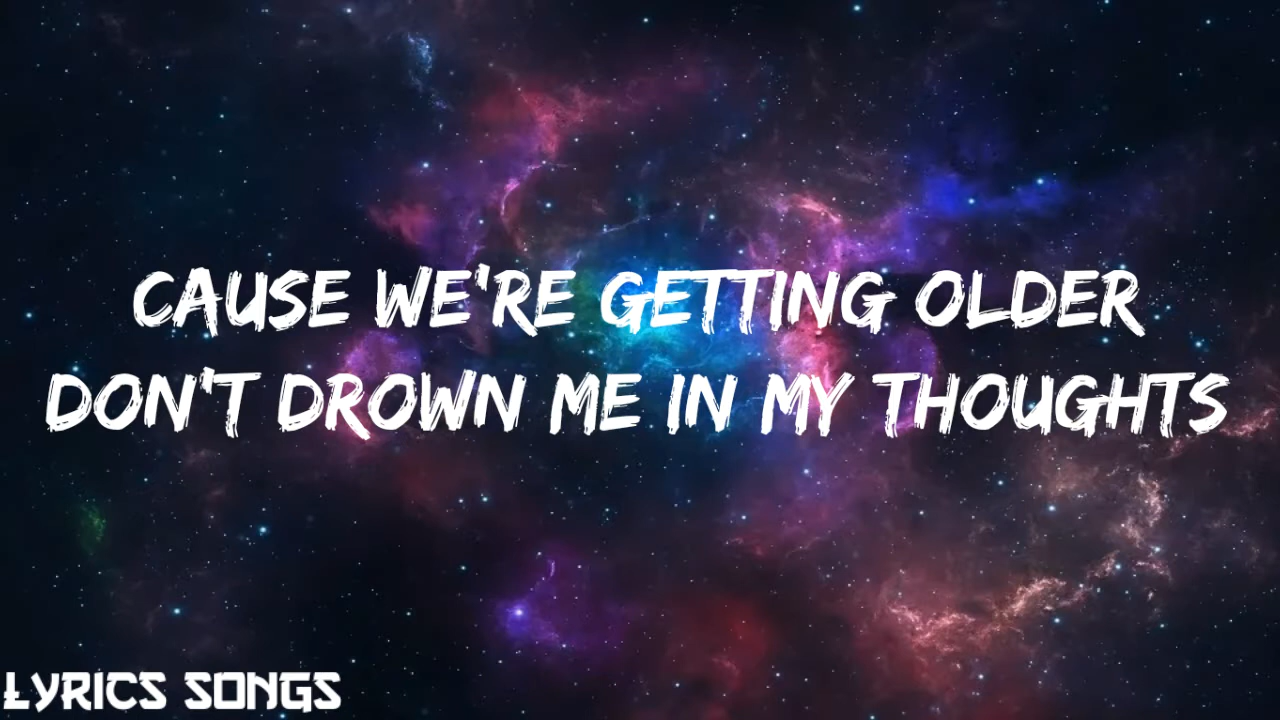 CAUSE WE'RE GETTING OLDER
DON'T DROWN ME IN MY THOUGHTS
LYRICS SONGS